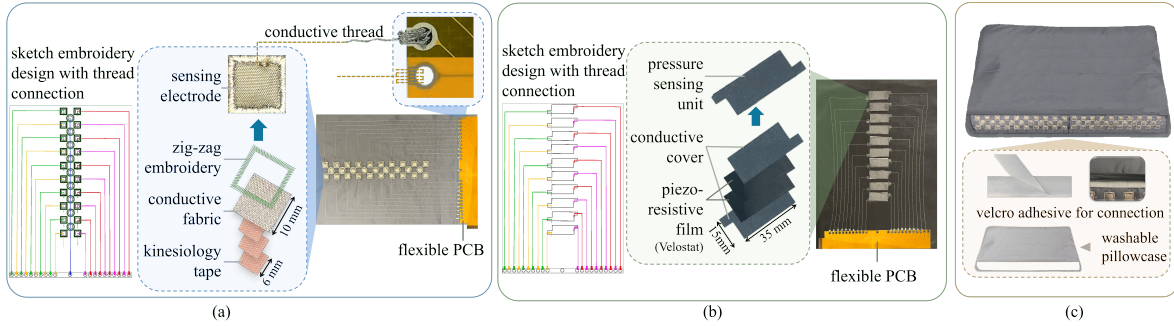 sketch embroidery
design with thread
connection
conductive thread
sensing
electrode
zig-zag
embroidery
conductive
fabric
kinesiology
tape
10 mm
6 mm
flexible PCB
(a)
sketch embroidery
design with thread
connection
pressure
sensing
unit
conductive
cover
piezo-
resistive
film
(Velostat)
15mm
35 mm
flexible PCB
(b)
velcro adhesive for connection
washable
pillowcase
(c)